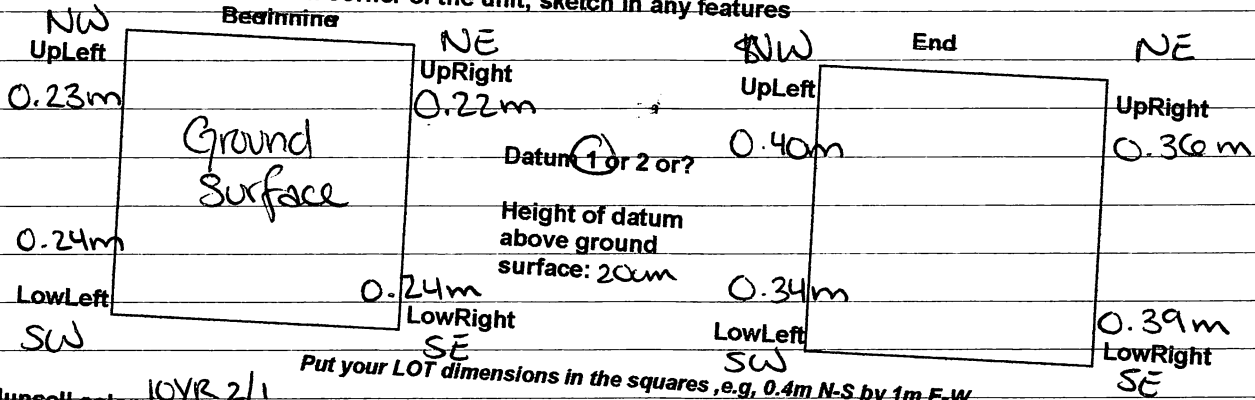 corner of the unit, sketch in any features
NW Beginning NE
UpLeft UpRight
0.23m 0.22m
Ground
Surface
0.24m 0.24m
LowLeft LowRight
SW SE
Datum 1 or 2 or?
Height of datum
above ground
surface: 20cm
NW End NE
UpLeft UpRight
0.40m 0.36m
0.34m 0.39m
LowLeft LowRight
SW SE
Put your LOT dimensions in the squares ,e.g, 0.4m N-S by 1m E-W
10YR 2/1